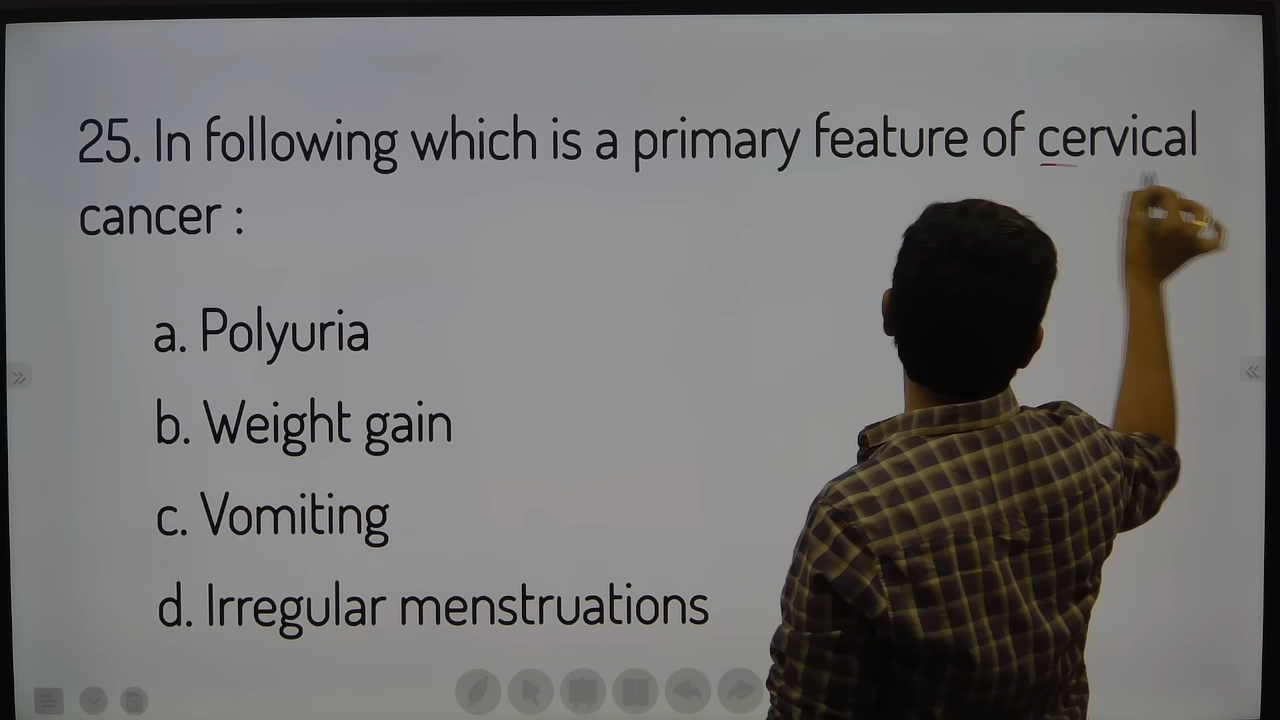 25. In following which is a primary feature of cervical
cancer :
a. Polyuria
b. Weight gain
c. Vomiting
d. Irregular menstruations